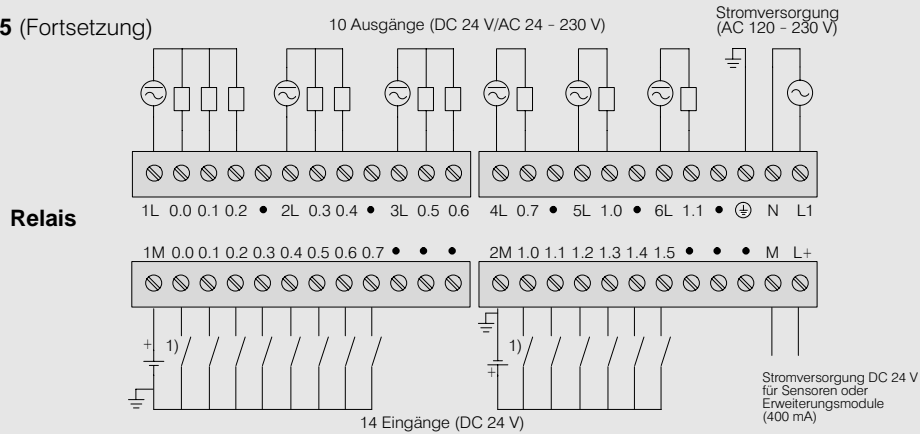 5 (Fortsetzung)
10 Ausgänge (DC 24 V/AC 24 - 230 V)
Stromversorgung
(AC 120 - 230 V)
1L 0.0 0.1 0.2 • 2L 0.3 0.4 • 3L 0.5 0.6
4L 0.7 • 5L 1.0 • 6L 1.1 • N L1
Relais
1M 0.0 0.1 0.2 0.3 0.4 0.5 0.6 0.7 • • •
2M 1.0 1.1 1.2 1.3 1.4 1.5 • • • M L+
+ 1)
1)
+
Stromversorgung DC 24 V
für Sensoren oder
Erweiterungsmodule
(400 mA)
14 Eingänge (DC 24 V)